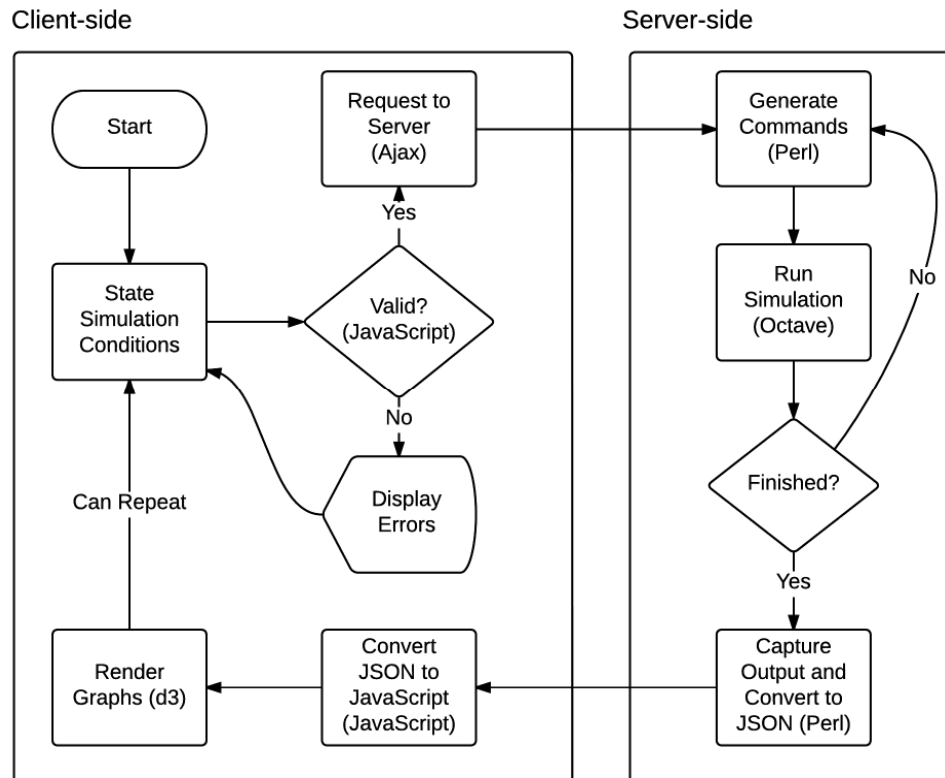 Client-side
Server-side
Start
Request to
Server
(Ajax)
Generate
Commands
(Perl)
Yes
State
Simulation
Conditions
Valid?
(JavaScript)
Run
Simulation
(Octave)
No
No
Display
Errors
Finished?
Can Repeat
Yes
Render
Graphs (d3)
Convert
JSON to
JavaScript
(JavaScript)
Capture
Output and
Convert to
JSON (Perl)